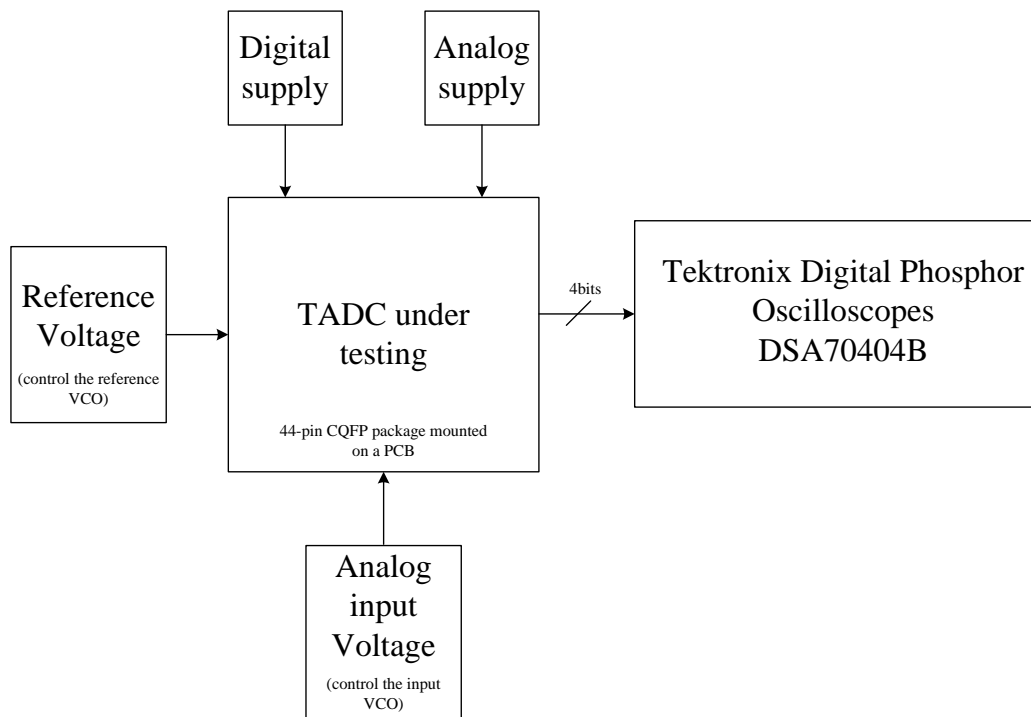 Digital
supply
Analog
supply
Reference
Voltage
(control the reference
VCO)
TADC under
testing
44-pin CQFP package mounted
on a PCB
4bits
Tektronix Digital Phosphor
Oscilloscopes
DSA70404B
Analog
input
Voltage
(control the input
VCO)